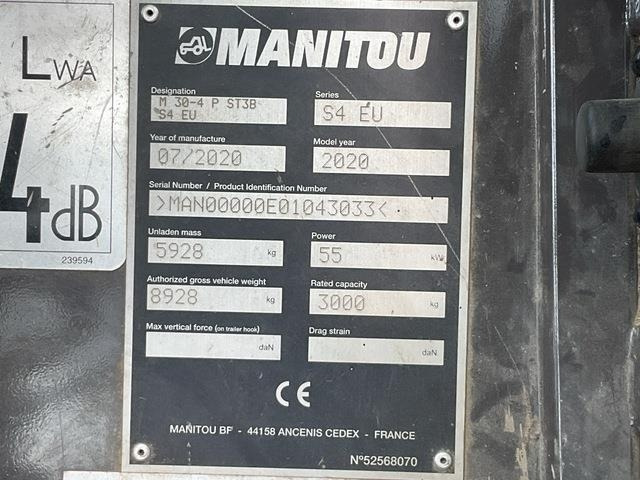 LWA
4dB
239594
MANITOU
Designation
M 30-4 P ST3B
S4 EU
Series
S4 EU
Year of manufacture
07/2020
Model year
2020
Serial Number / Product Identification Number
>MAN00000E01043033<
Unladen mass
5928 kg
Power
55 kW
Authorized gross vehicle weight
8928 kg
Rated capacity
3000 kg
Max vertical force (on trailer hook)
daN
Drag strain
daN
CE
MANITOU BF - 44158 ANCENIS CEDEX - FRANCE
N°52568070